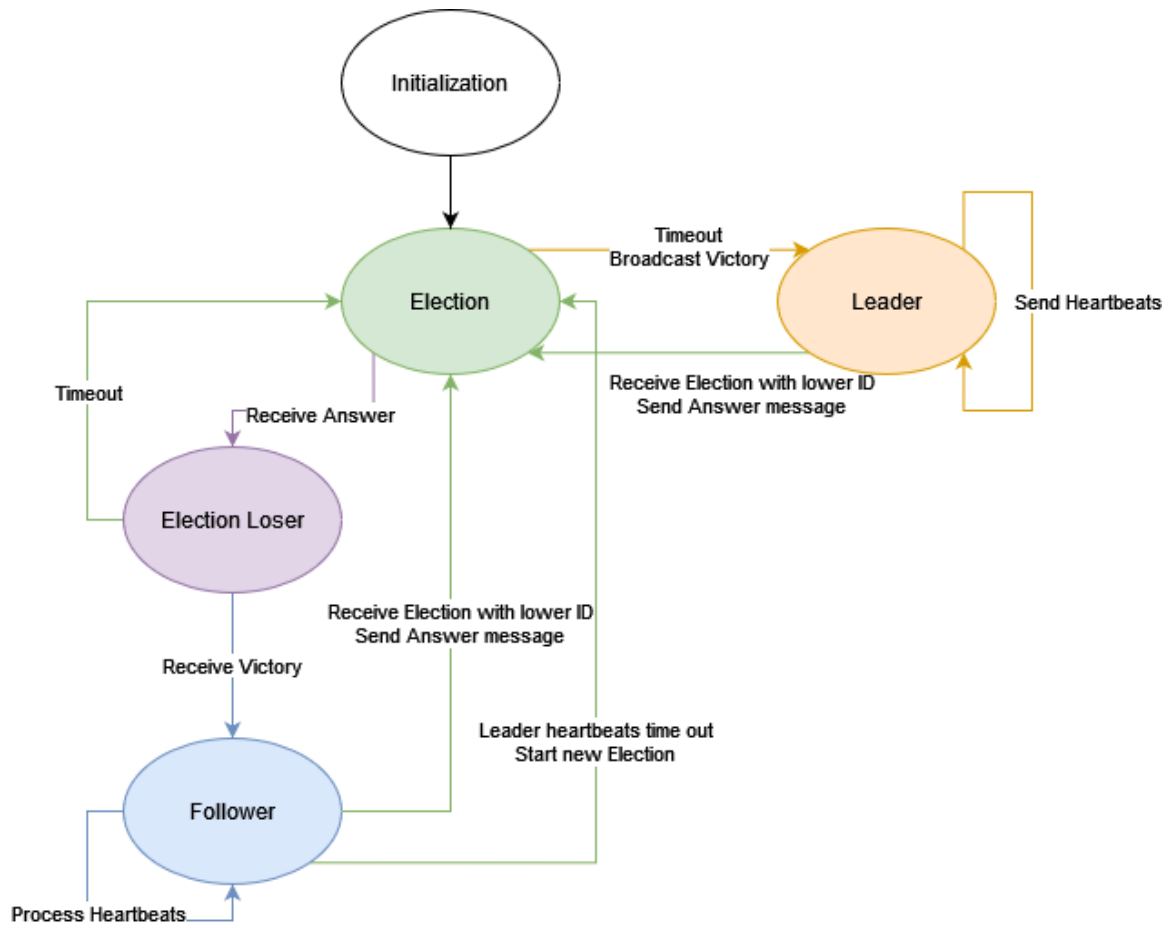 Initialization
Timeout
Broadcast Victory
Election
Leader
Send Heartbeats
Receive Election with lower ID
Send Answer message
Timeout
Receive Answer
Election Loser
Receive Election with lower ID
Send Answer message
Receive Victory
Leader heartbeats time out
Start new Election
Follower
Process Heartbeats